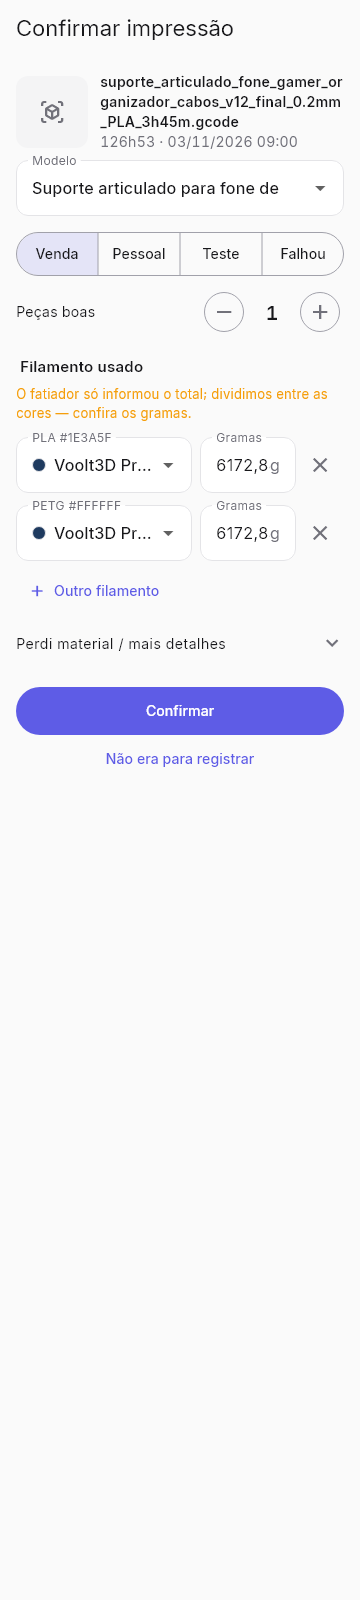 Confirmar impressão
suporte_articulado_fone_gamer_or
ganizador_cabos_v12_final_0.2mm
_PLA_3h45m.gcode
126h53 · 03/11/2026 09:00
Modelo
Suporte articulado para fone de
Venda Pessoal Teste Falhou
Peças boas 1
Filamento usado
O fatiador só informou o total; dividimos entre as
cores — confira os gramas.
PLA #1E3A5F Gramas
Voolt3D Pr... 6172,8 g
PETG #FFFFFF Gramas
Voolt3D Pr... 6172,8 g
+ Outro filamento
Perdi material / mais detalhes
Confirmar
Não era para registrar